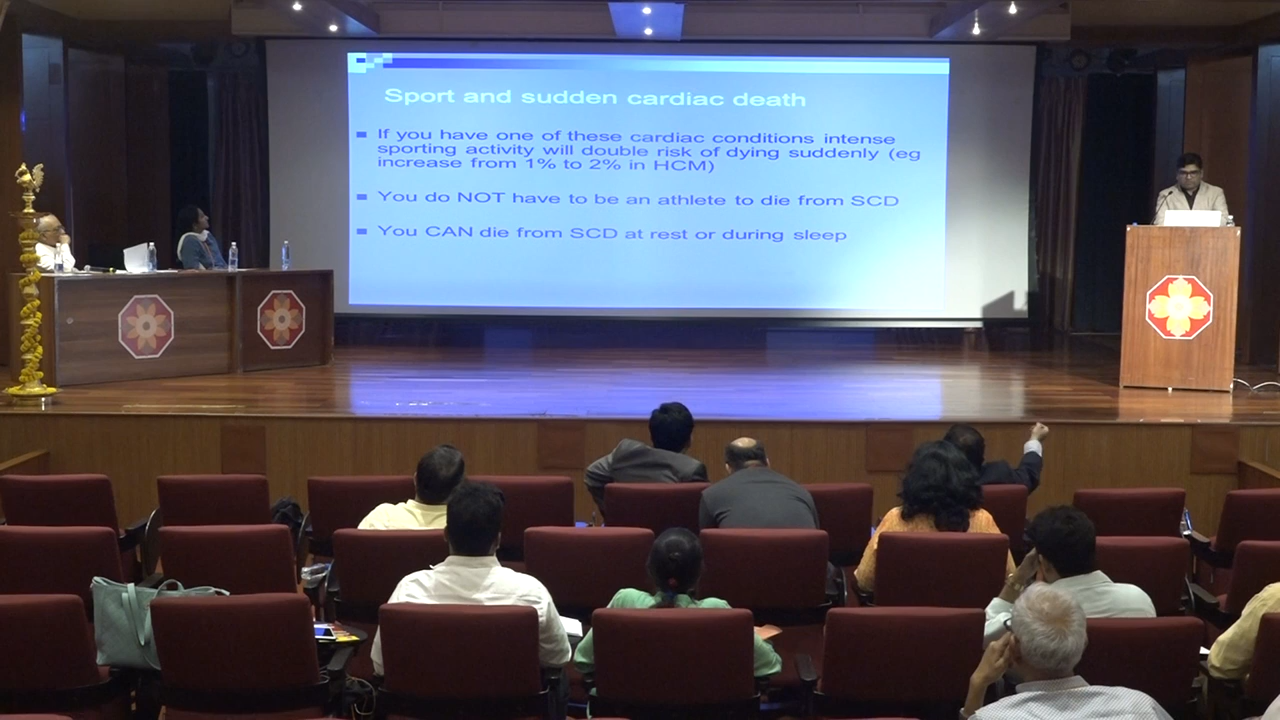 Sport and sudden cardiac death
If you have one of these cardiac conditions intense
sporting activity will double risk of dying suddenly (eg
increase from 1% to 2% in HCM)
You do NOT have to be an athlete to die from SCD
You CAN die from SCD at rest or during sleep